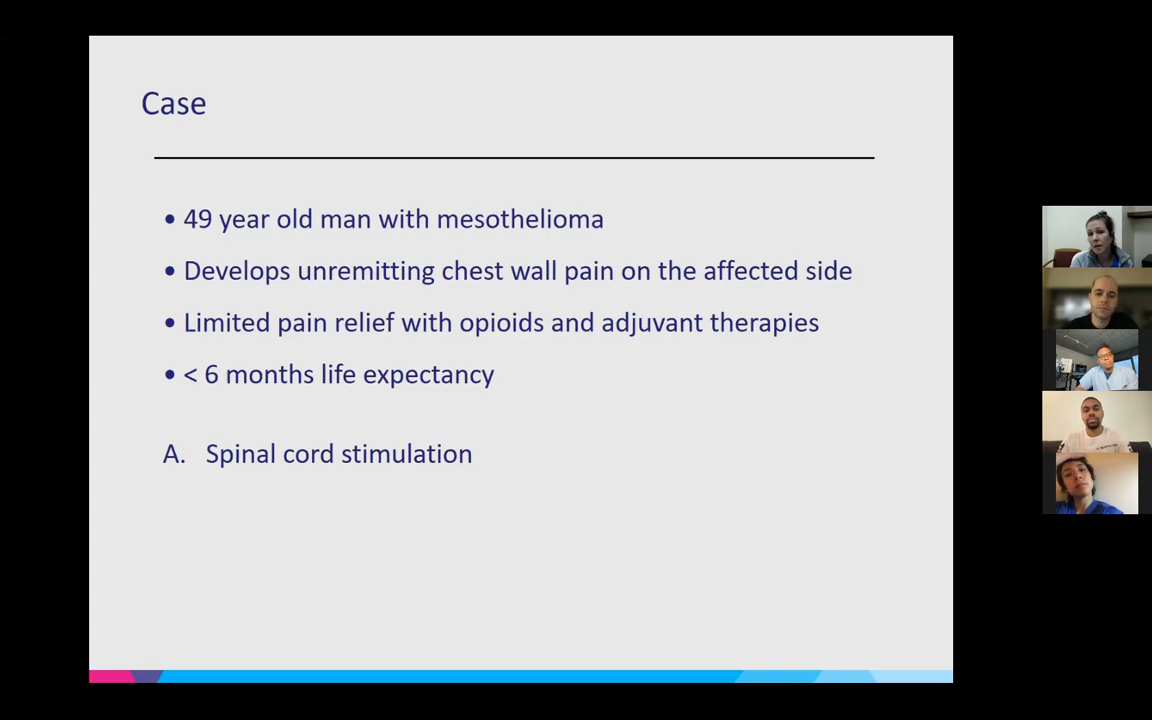 Case
• 49 year old man with mesothelioma
• Develops unremitting chest wall pain on the affected side
• Limited pain relief with opioids and adjuvant therapies
• < 6 months life expectancy
A. Spinal cord stimulation